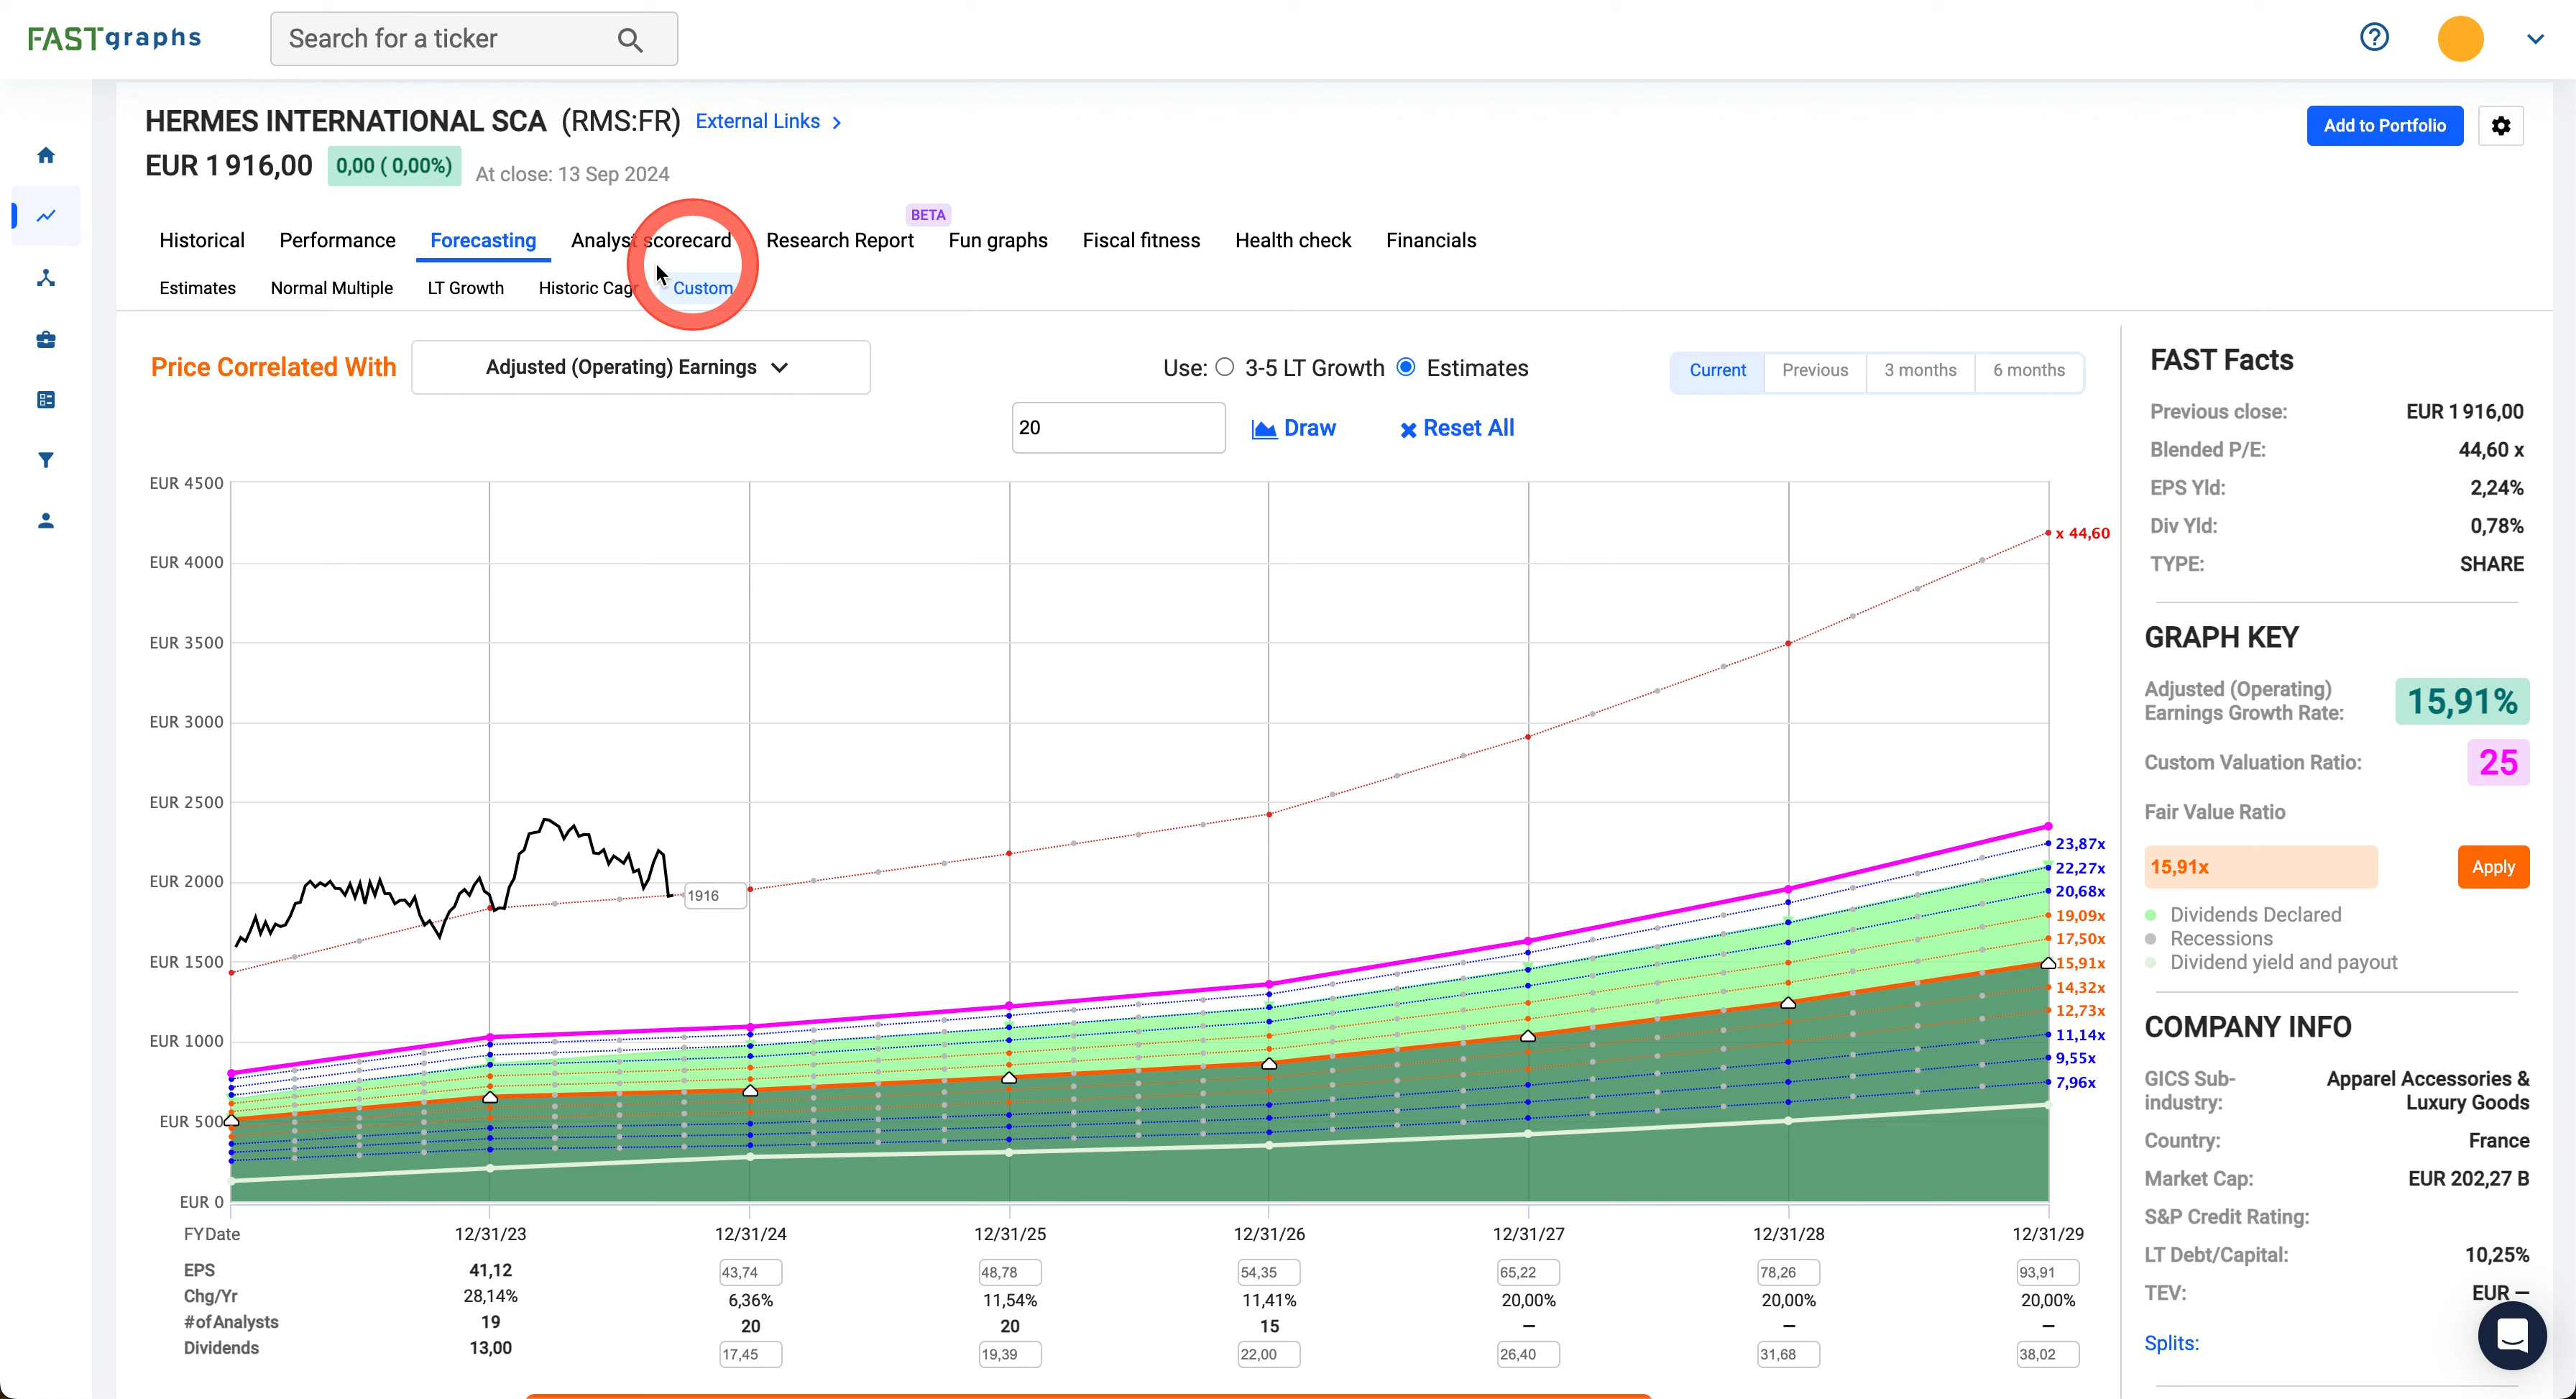 FASTgraphs
Search for a ticker
HERMES INTERNATIONAL SCA (RMS:FR) External Links
EUR 1 916,00 0,00 ( 0,00%) At close: 13 Sep 2024
Add to Portfolio
BETA
Historical Performance Forecasting Analyst scorecard Research Report Fun graphs Fiscal fitness Health check Financials
Estimates Normal Multiple LT Growth Historic Cagr Custom
Price Correlated With Adjusted (Operating) Earnings
Use: 3-5 LT Growth Estimates
Current Previous 3 months 6 months
20 Draw Reset All
EUR 4500
EUR 4000
EUR 3500
EUR 3000
EUR 2500
EUR 2000
EUR 1500
EUR 1000
EUR 500
EUR 0
1916
x 44,60
23,87x
22,27x
20,68x
19,09x
17,50x
15,91x
14,32x
12,73x
11,14x
9,55x
7,96x
FYDate 12/31/23 12/31/24 12/31/25 12/31/26 12/31/27 12/31/28 12/31/29
EPS 41,12 43,74 48,78 54,35 65,22 78,26 93,91
Chg/Yr 28,14% 6,36% 11,54% 11,41% 20,00% 20,00% 20,00%
#ofAnalysts 19 20 20 15 — — —
Dividends 13,00 17,45 19,39 22,00 26,40 31,68 38,02
FAST Facts
Previous close: EUR 1 916,00
Blended P/E: 44,60 x
EPS Yld: 2,24%
Div Yld: 0,78%
TYPE: SHARE
GRAPH KEY
Adjusted (Operating)
Earnings Growth Rate: 15,91%
Custom Valuation Ratio: 25
Fair Value Ratio
15,91x Apply
Dividends Declared
Recessions
Dividend yield and payout
COMPANY INFO
GICS Sub-
industry: Apparel Accessories &
Luxury Goods
Country: France
Market Cap: EUR 202,27 B
S&P Credit Rating:
LT Debt/Capital: 10,25%
TEV: EUR —
Splits: